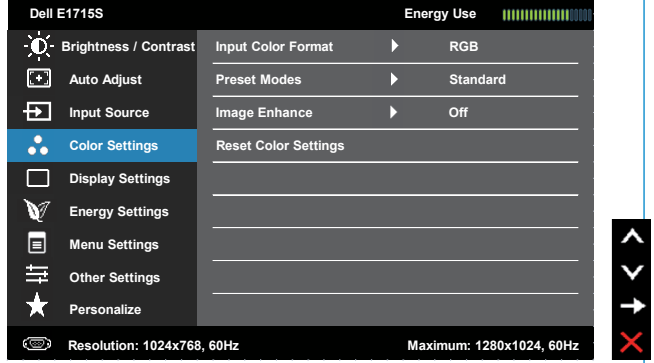 Dell E1715S Energy Use
Brightness / Contrast Input Color Format RGB
Auto Adjust Preset Modes Standard
Input Source Image Enhance Off
Color Settings Reset Color Settings
Display Settings
Energy Settings
Menu Settings
Other Settings
Personalize
Resolution: 1024x768, 60Hz Maximum: 1280x1024, 60Hz